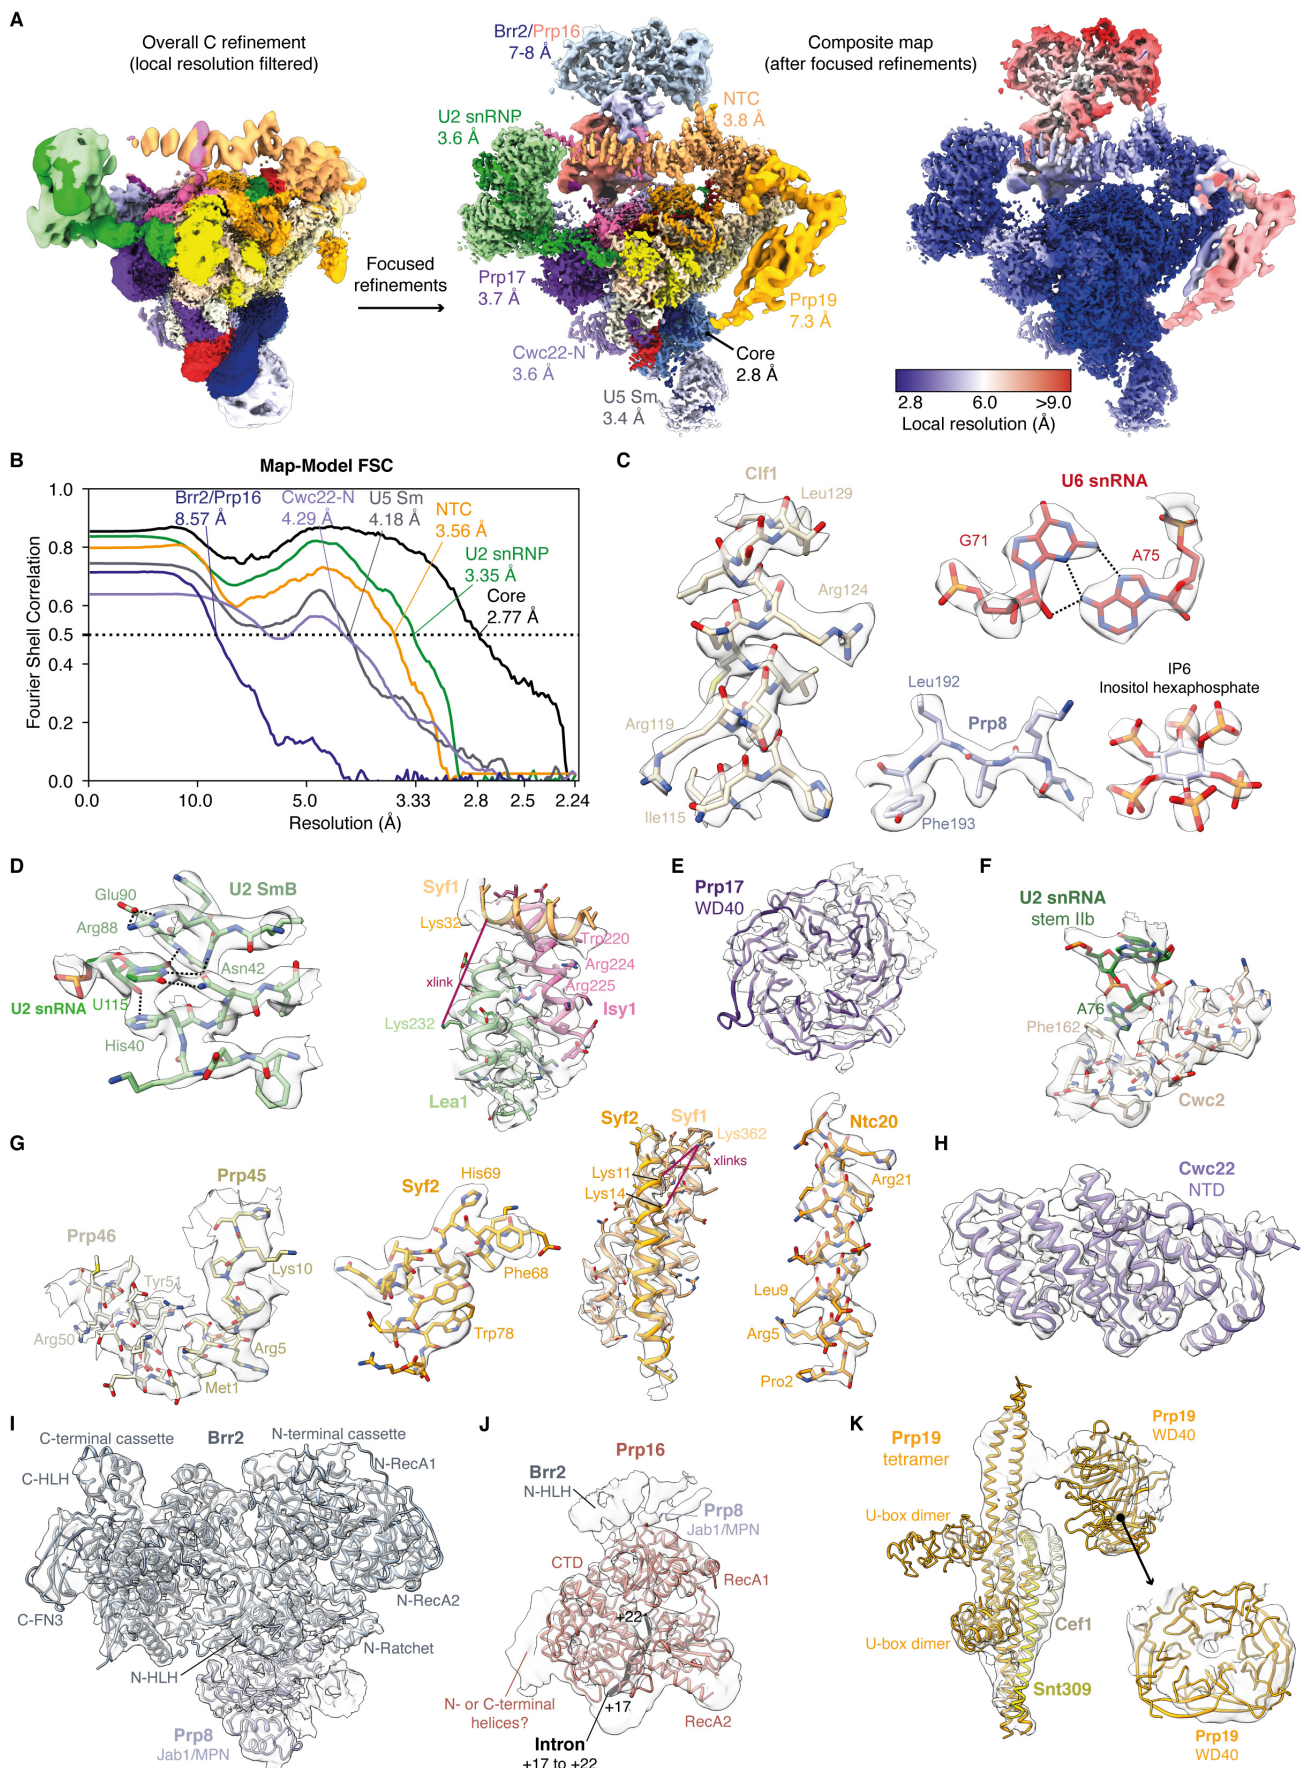 A
Overall C refinement
(local resolution filtered)
Focused
refinements
Brr2/Prp16
7-8 Å
U2 snRNP
3.6 Å
NTC
3.8 Å
Prp17
3.7 Å
Cwc22-N
3.6 Å
U5 Sm
3.4 Å
Core
2.8 Å
Prp19
7.3 Å
Composite map
(after focused refinements)
2.8 6.0 >9.0
Local resolution (Å)
B
Map-Model FSC
Fourier Shell Correlation
1.0
0.8
0.6
0.5
0.4
0.2
0.0
Brr2/Prp16
8.57 Å
Cwc22-N
4.29 Å
U5 Sm
4.18 Å
NTC
3.56 Å
U2 snRNP
3.35 Å
Core
2.77 Å
0.0 10.0 5.0 3.33 2.8 2.5 2.24
Resolution (Å)
C
Clf1
Leu129
Arg124
Arg119
Ile115
U6 snRNA
G71
A75
Leu192
Prp8
Phe193
IP6
Inositol hexaphosphate
D
U2 SmB
Glu90
Arg88
Asn42
U2 snRNA
U115
His40
Syf1
Lys32
Trp220
Arg224
Arg225
xlink
Isy1
Lys232
Lea1
E
Prp17
WD40
F
U2 snRNA
stem IIb
A76
Phe162
Cwc2
G
Prp45
Prp46
Lys10
Tyr51
Arg50
Arg5
Met1
Syf2
His69
Phe68
Trp78
Syf2
Syf1
Lys362
xlinks
Lys11
Lys14
Ntc20
Arg21
Leu9
Arg5
Pro2
H
Cwc22
NTD
I
C-terminal cassette
Brr2
N-terminal cassette
C-HLH
N-RecA1
C-FN3
N-RecA2
N-HLH
N-Ratchet
Prp8
Jab1/MPN
J
Prp16
Brr2
N-HLH
Prp8
Jab1/MPN
CTD
RecA1
+22
N- or C-terminal
helices?
+17
RecA2
Intron
+17 to +22
K
Prp19
tetramer
Prp19
WD40
U-box dimer
U-box dimer
Cef1
Snt309
Prp19
WD40